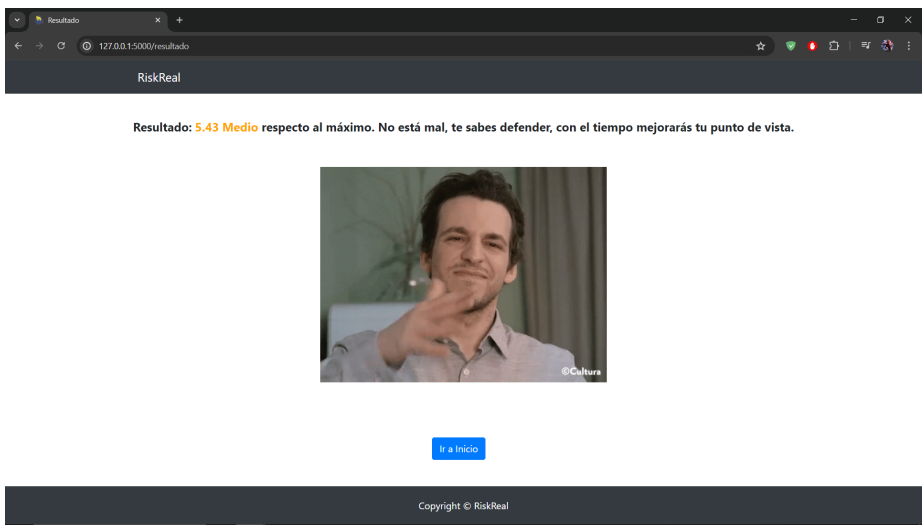 Resultado
127.0.0.1:5000/resultado
RiskReal
Resultado: 5.43 Medio respecto al máximo. No está mal, te sabes defender, con el tiempo mejorarás tu punto de vista.
©Cultura
Ir a Inicio
Copyright © RiskReal